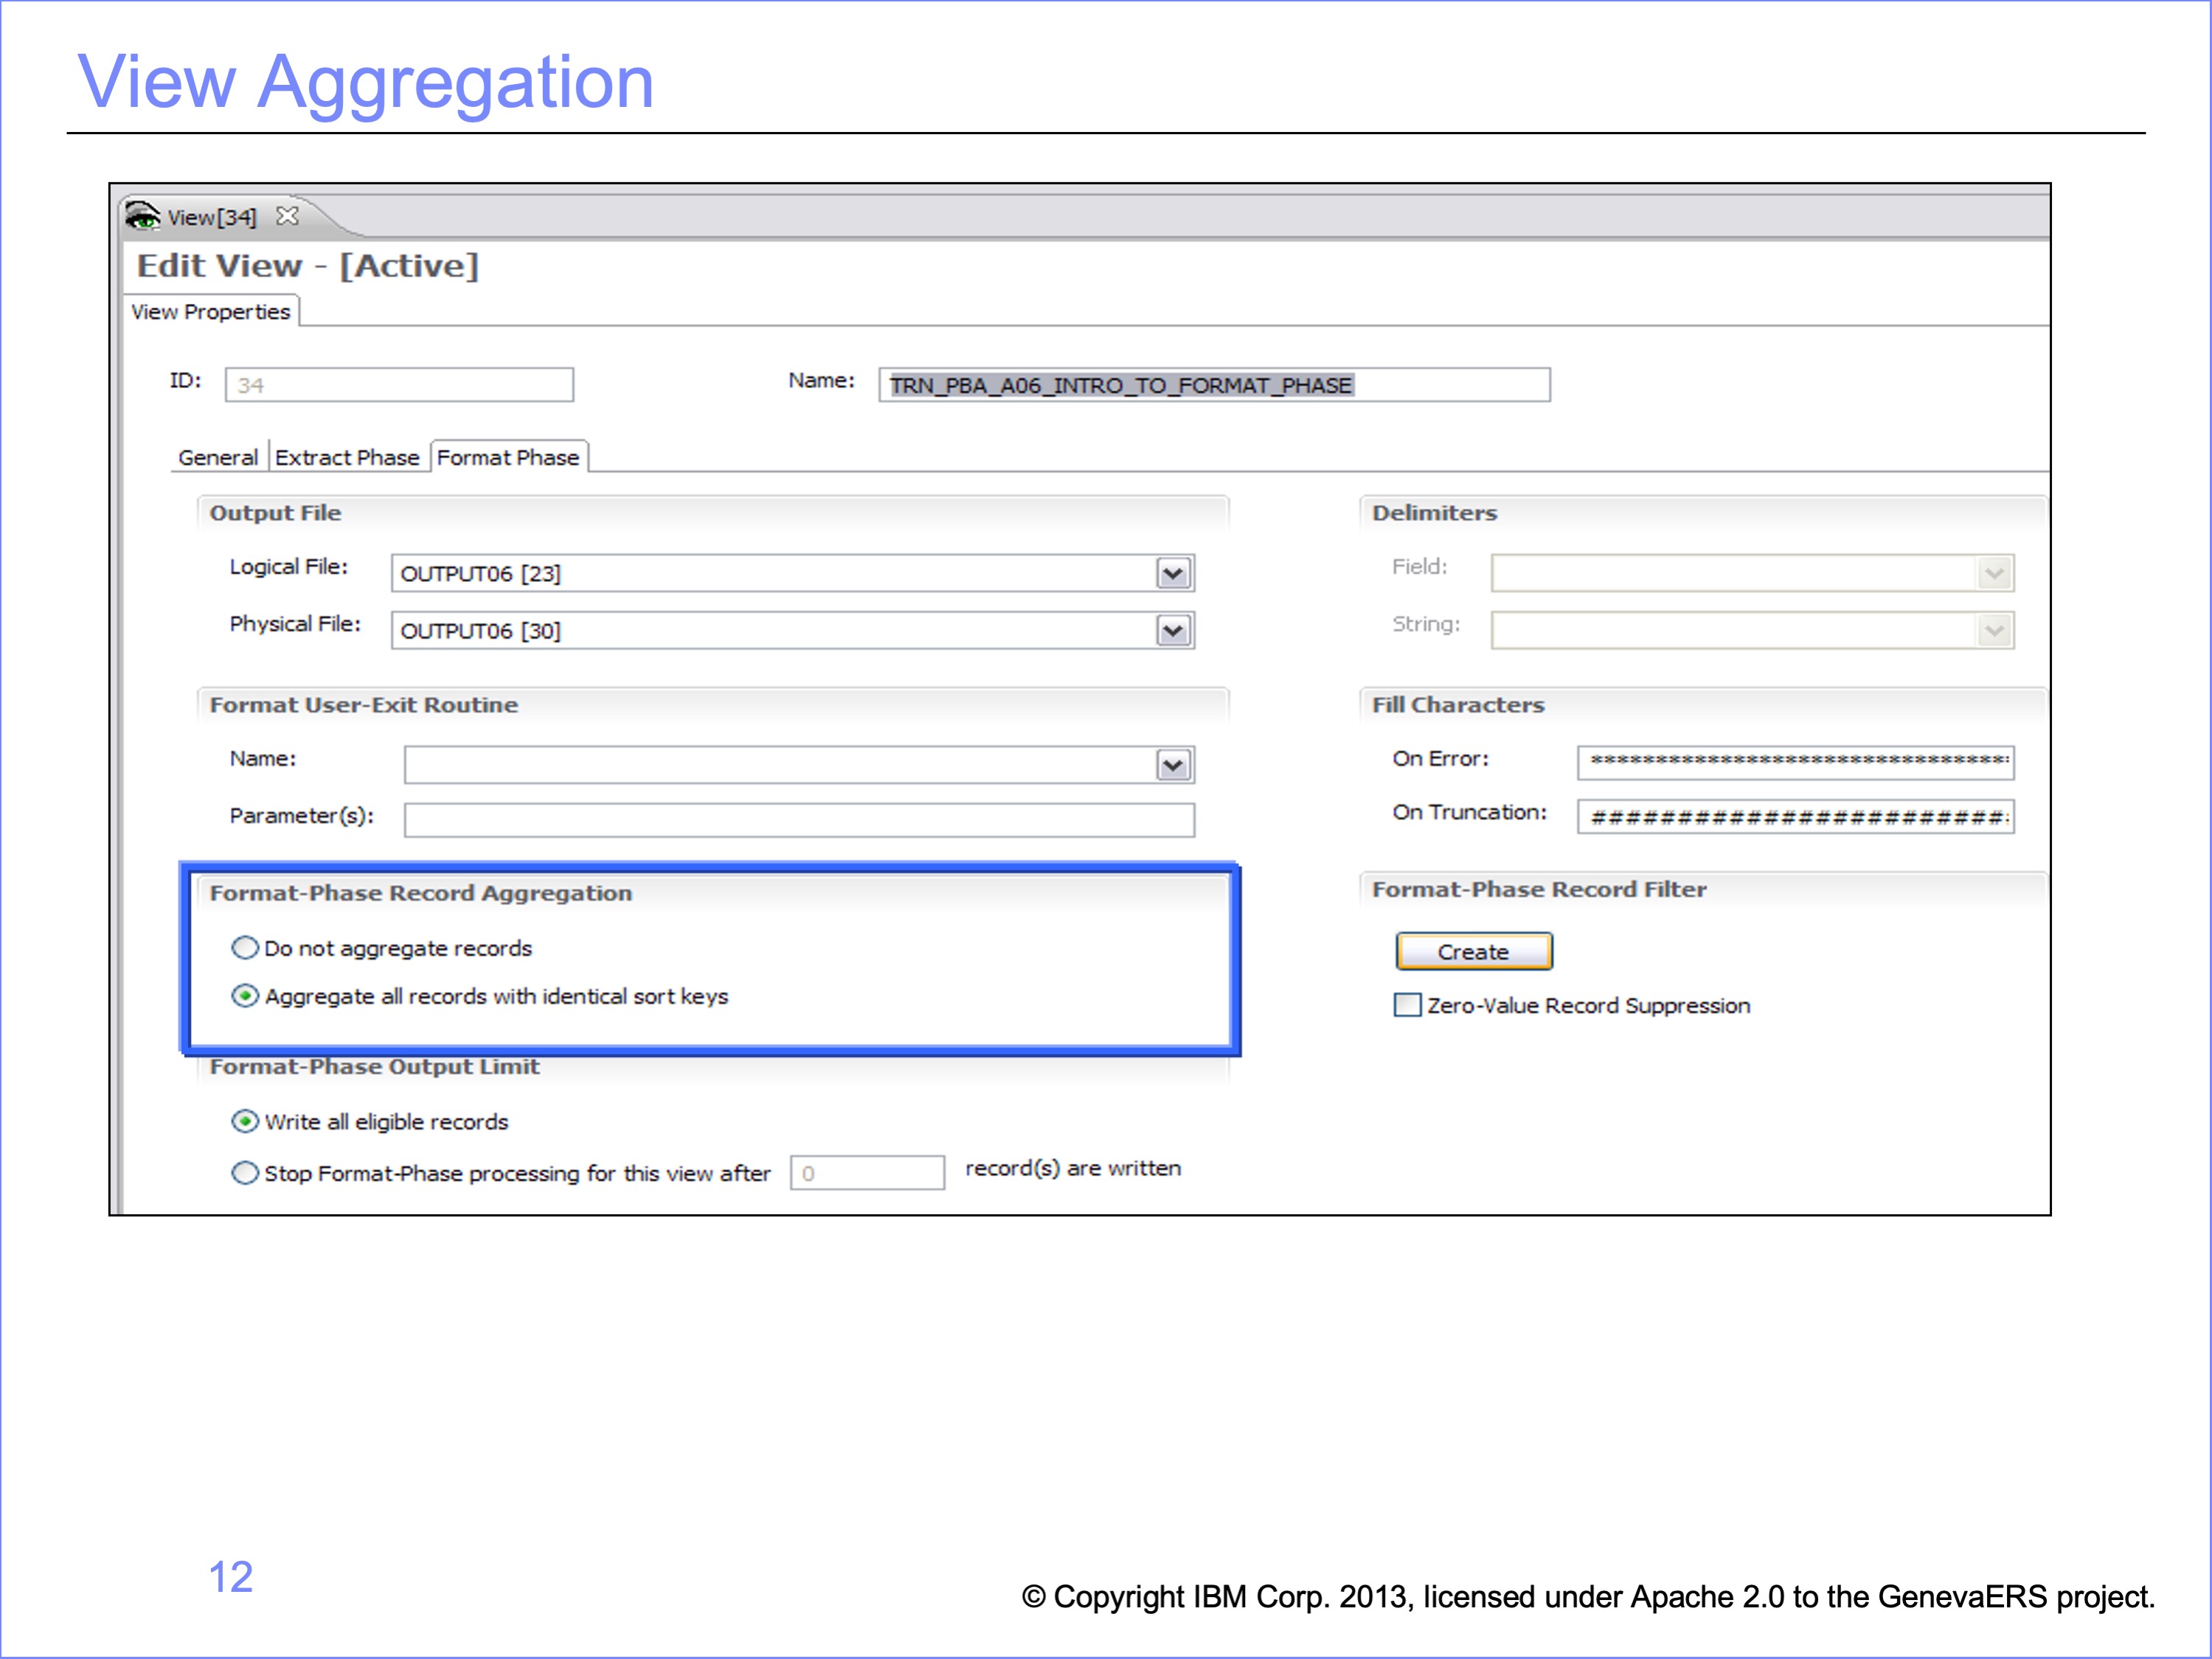 View Aggregation
View[34]
Edit View - [Active]
View Properties
ID: 34 Name: TRN_PBA_A06_INTRO_TO_FORMAT_PHASE
General Extract Phase Format Phase
Output File
Logical File: OUTPUT06 [23]
Physical File: OUTPUT06 [30]
Delimiters
Field:
String:
Format User-Exit Routine
Name:
Parameter(s):
Fill Characters
On Error: ********************************
On Truncation: ########################
Format-Phase Record Aggregation
Do not aggregate records
Aggregate all records with identical sort keys
Format-Phase Record Filter
Create
Zero-Value Record Suppression
Format-Phase Output Limit
Write all eligible records
Stop Format-Phase processing for this view after 0 record(s) are written
12
© Copyright IBM Corp. 2013, licensed under Apache 2.0 to the GenevaERS project.